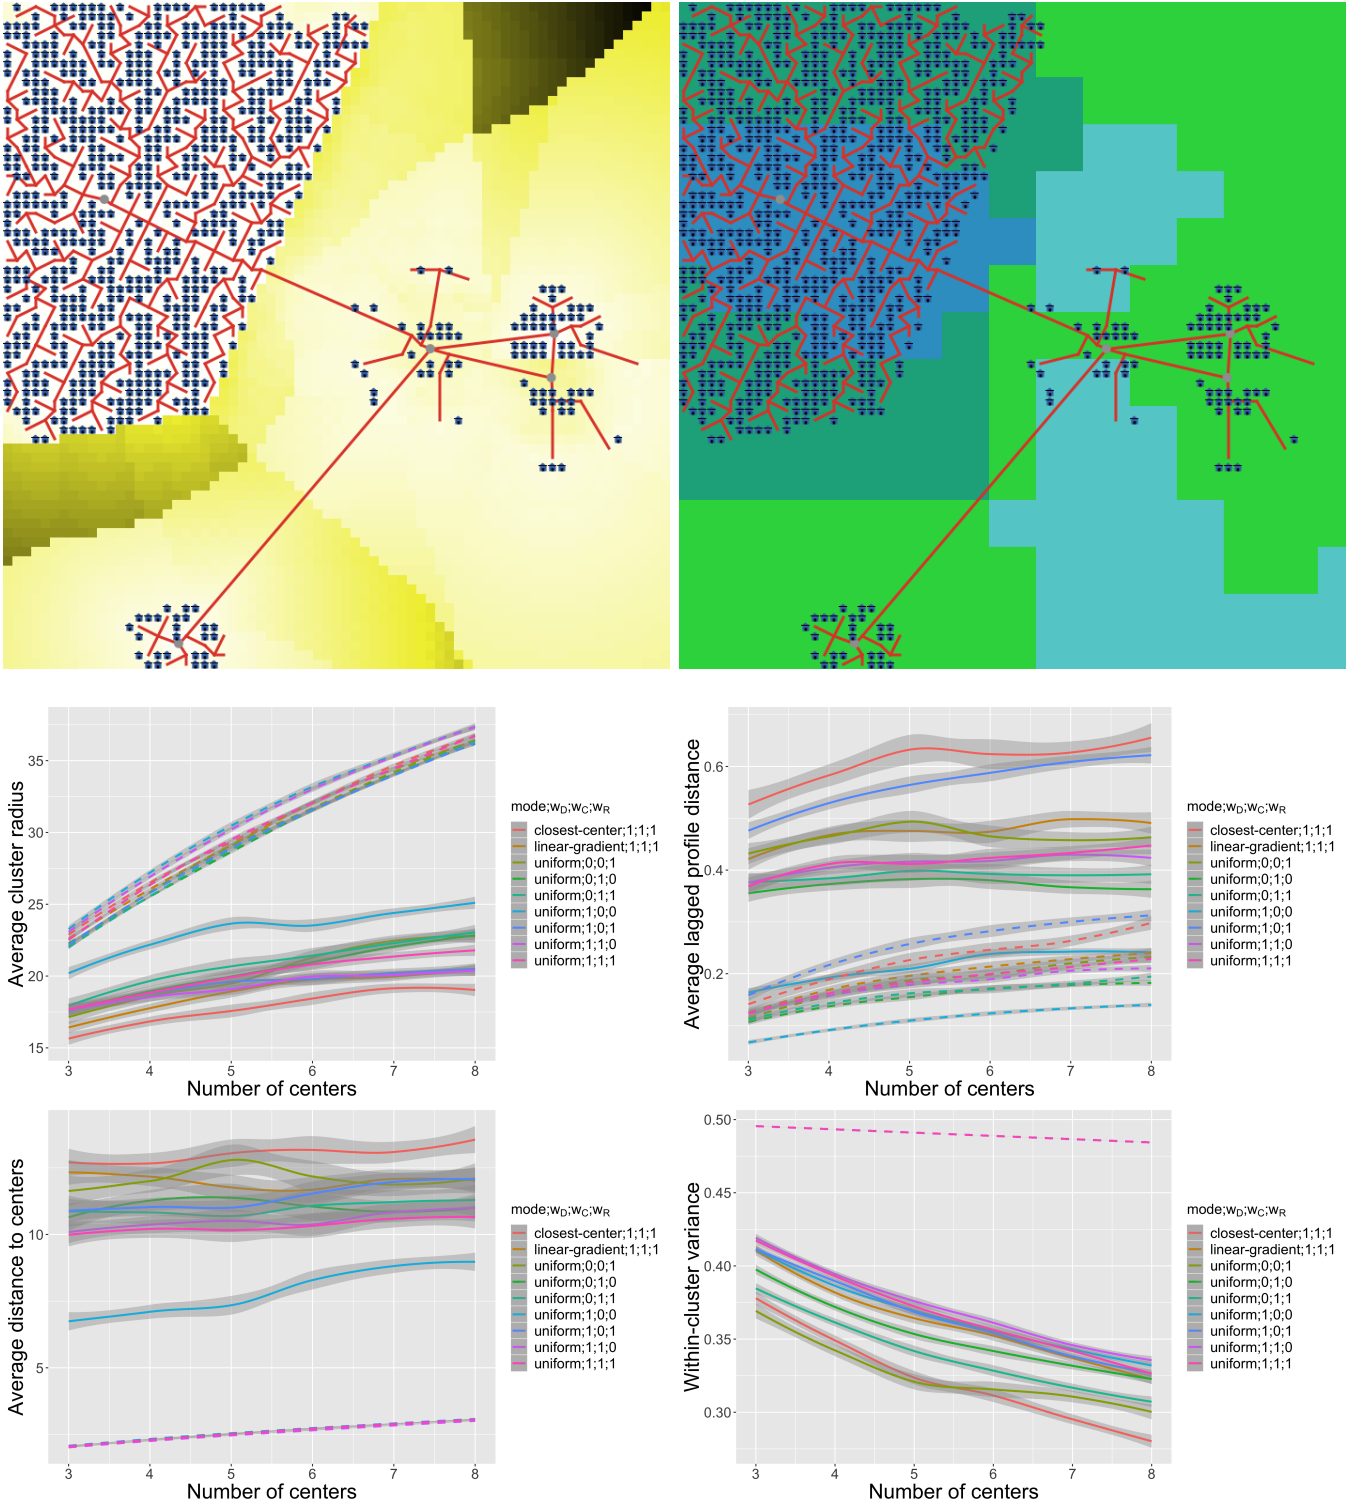 35
30
25
20
15
3 4 5 6 7 8
Number of centers
Average cluster radius
mode;wD;wC;wR
closest-center;1;1;1
linear-gradient;1;1;1
uniform;0;0;1
uniform;0;1;0
uniform;0;1;1
uniform;1;0;0
uniform;1;0;1
uniform;1;1;0
uniform;1;1;1
0.6
0.4
0.2
3 4 5 6 7 8
Number of centers
Average lagged profile distance
mode;wD;wC;wR
closest-center;1;1;1
linear-gradient;1;1;1
uniform;0;0;1
uniform;0;1;0
uniform;0;1;1
uniform;1;0;0
uniform;1;0;1
uniform;1;1;0
uniform;1;1;1
10
5
3 4 5 6 7 8
Number of centers
Average distance to centers
mode;wD;wC;wR
closest-center;1;1;1
linear-gradient;1;1;1
uniform;0;0;1
uniform;0;1;0
uniform;0;1;1
uniform;1;0;0
uniform;1;0;1
uniform;1;1;0
uniform;1;1;1
0.50
0.45
0.40
0.35
0.30
3 4 5 6 7 8
Number of centers
Within-cluster variance
mode;wD;wC;wR
closest-center;1;1;1
linear-gradient;1;1;1
uniform;0;0;1
uniform;0;1;0
uniform;0;1;1
uniform;1;0;0
uniform;1;0;1
uniform;1;1;0
uniform;1;1;1